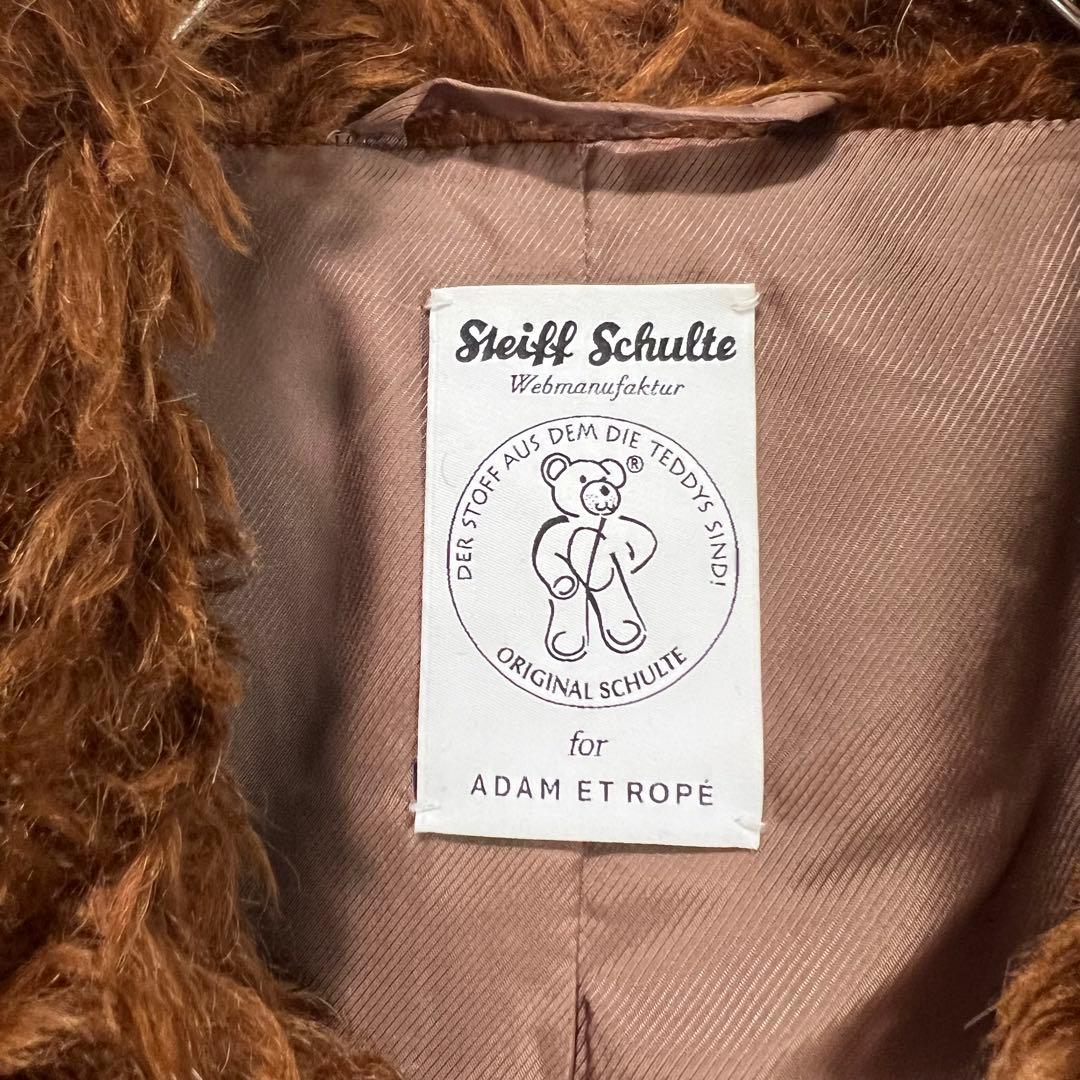 Steiff Schulte
Webmanufaktur
DER STOFF AUS DEM DIE TEDDYS SIND!
®
ORIGINAL SCHULTE
for
ADAM ET ROPÉ